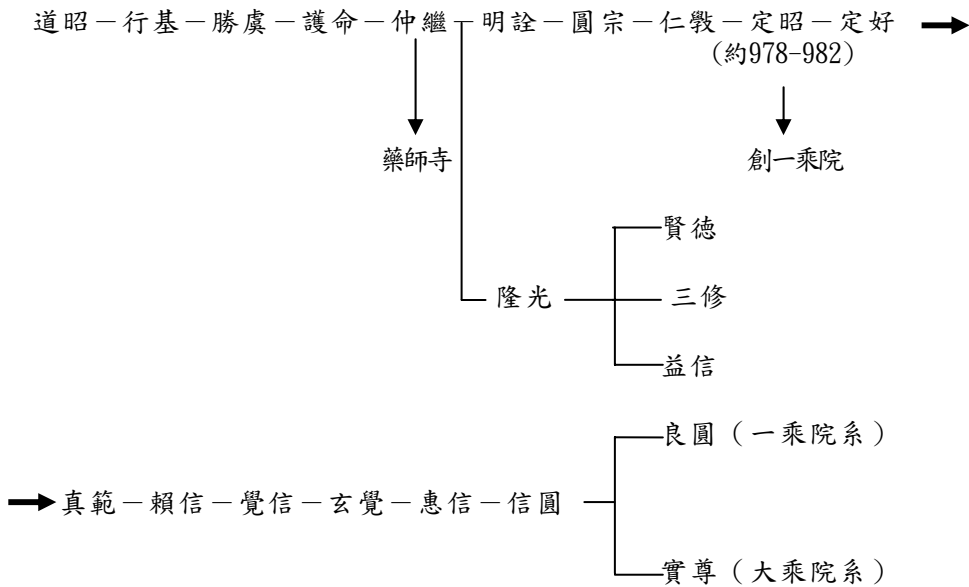 道昭－行基－勝虞－護命－仲繼－明詮－圓宗－仁斅－定昭－定好
(約978-982)
藥師寺
創一乘院
賢德
隆光
三修
益信
良圓（一乘院系）
真範－賴信－覺信－玄覺－惠信－信圓
實尊（大乘院系）